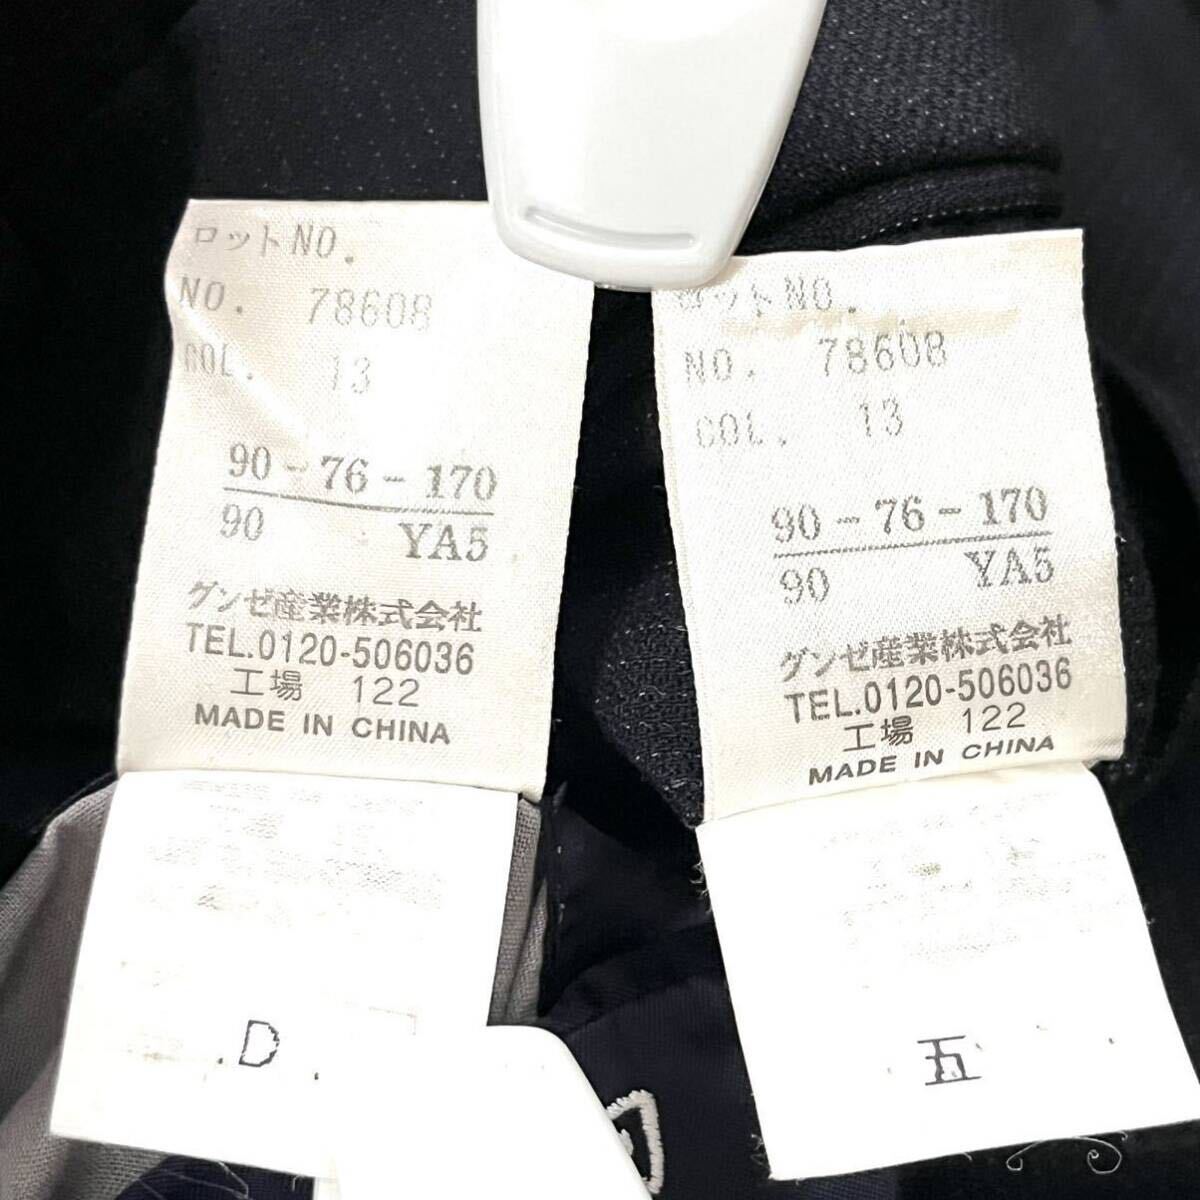 ロットNO.
NO. 78608
COL. 13
90-76-170
90 YA5
グンゼ産業株式会社
TEL.0120-506036
工場 122
MADE IN CHINA
D
ロットNO.
NO. 78608
COL. 13
90-76-170
90 YA5
グンゼ産業株式会社
TEL.0120-506036
工場 122
MADE IN CHINA
五